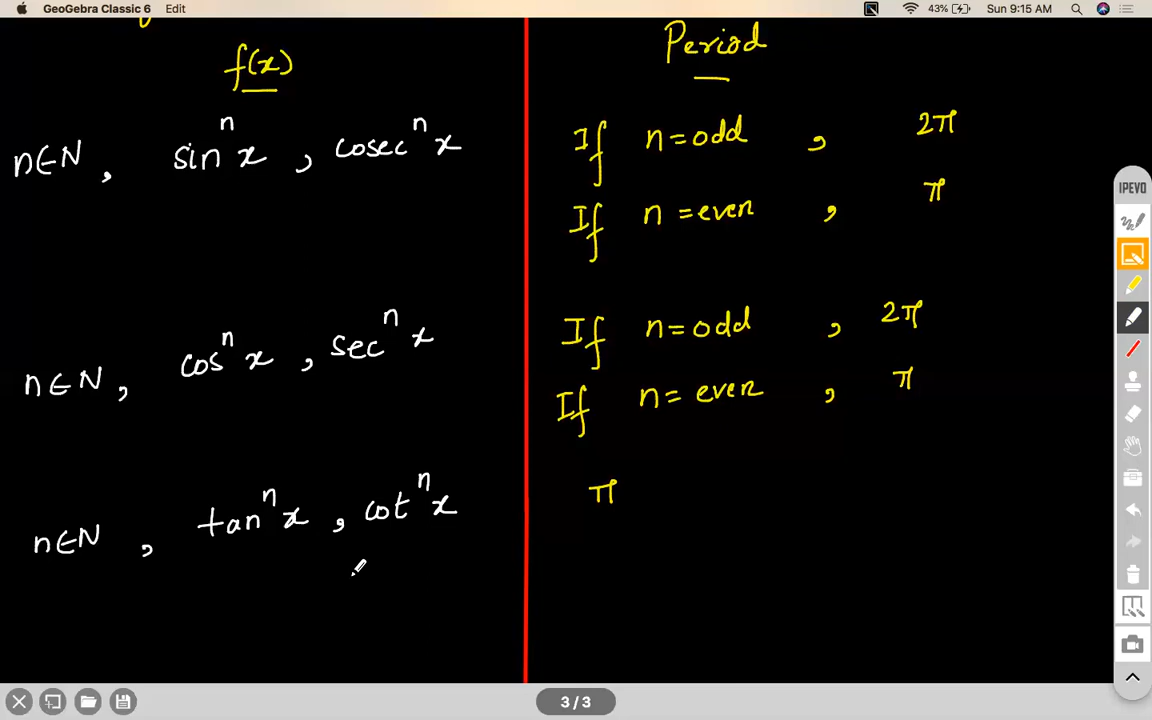 GeoGebra Classic 6 Edit 43% Sun 9:15 AM
f(x) Period
n∈N, sinⁿx, cosecⁿx If n=odd, 2π
If n=even, π
n∈N, cosⁿx, secⁿx If n=odd, 2π
If n=even, π
n∈N, tanⁿx, cotⁿx π
IPEVO
3/3